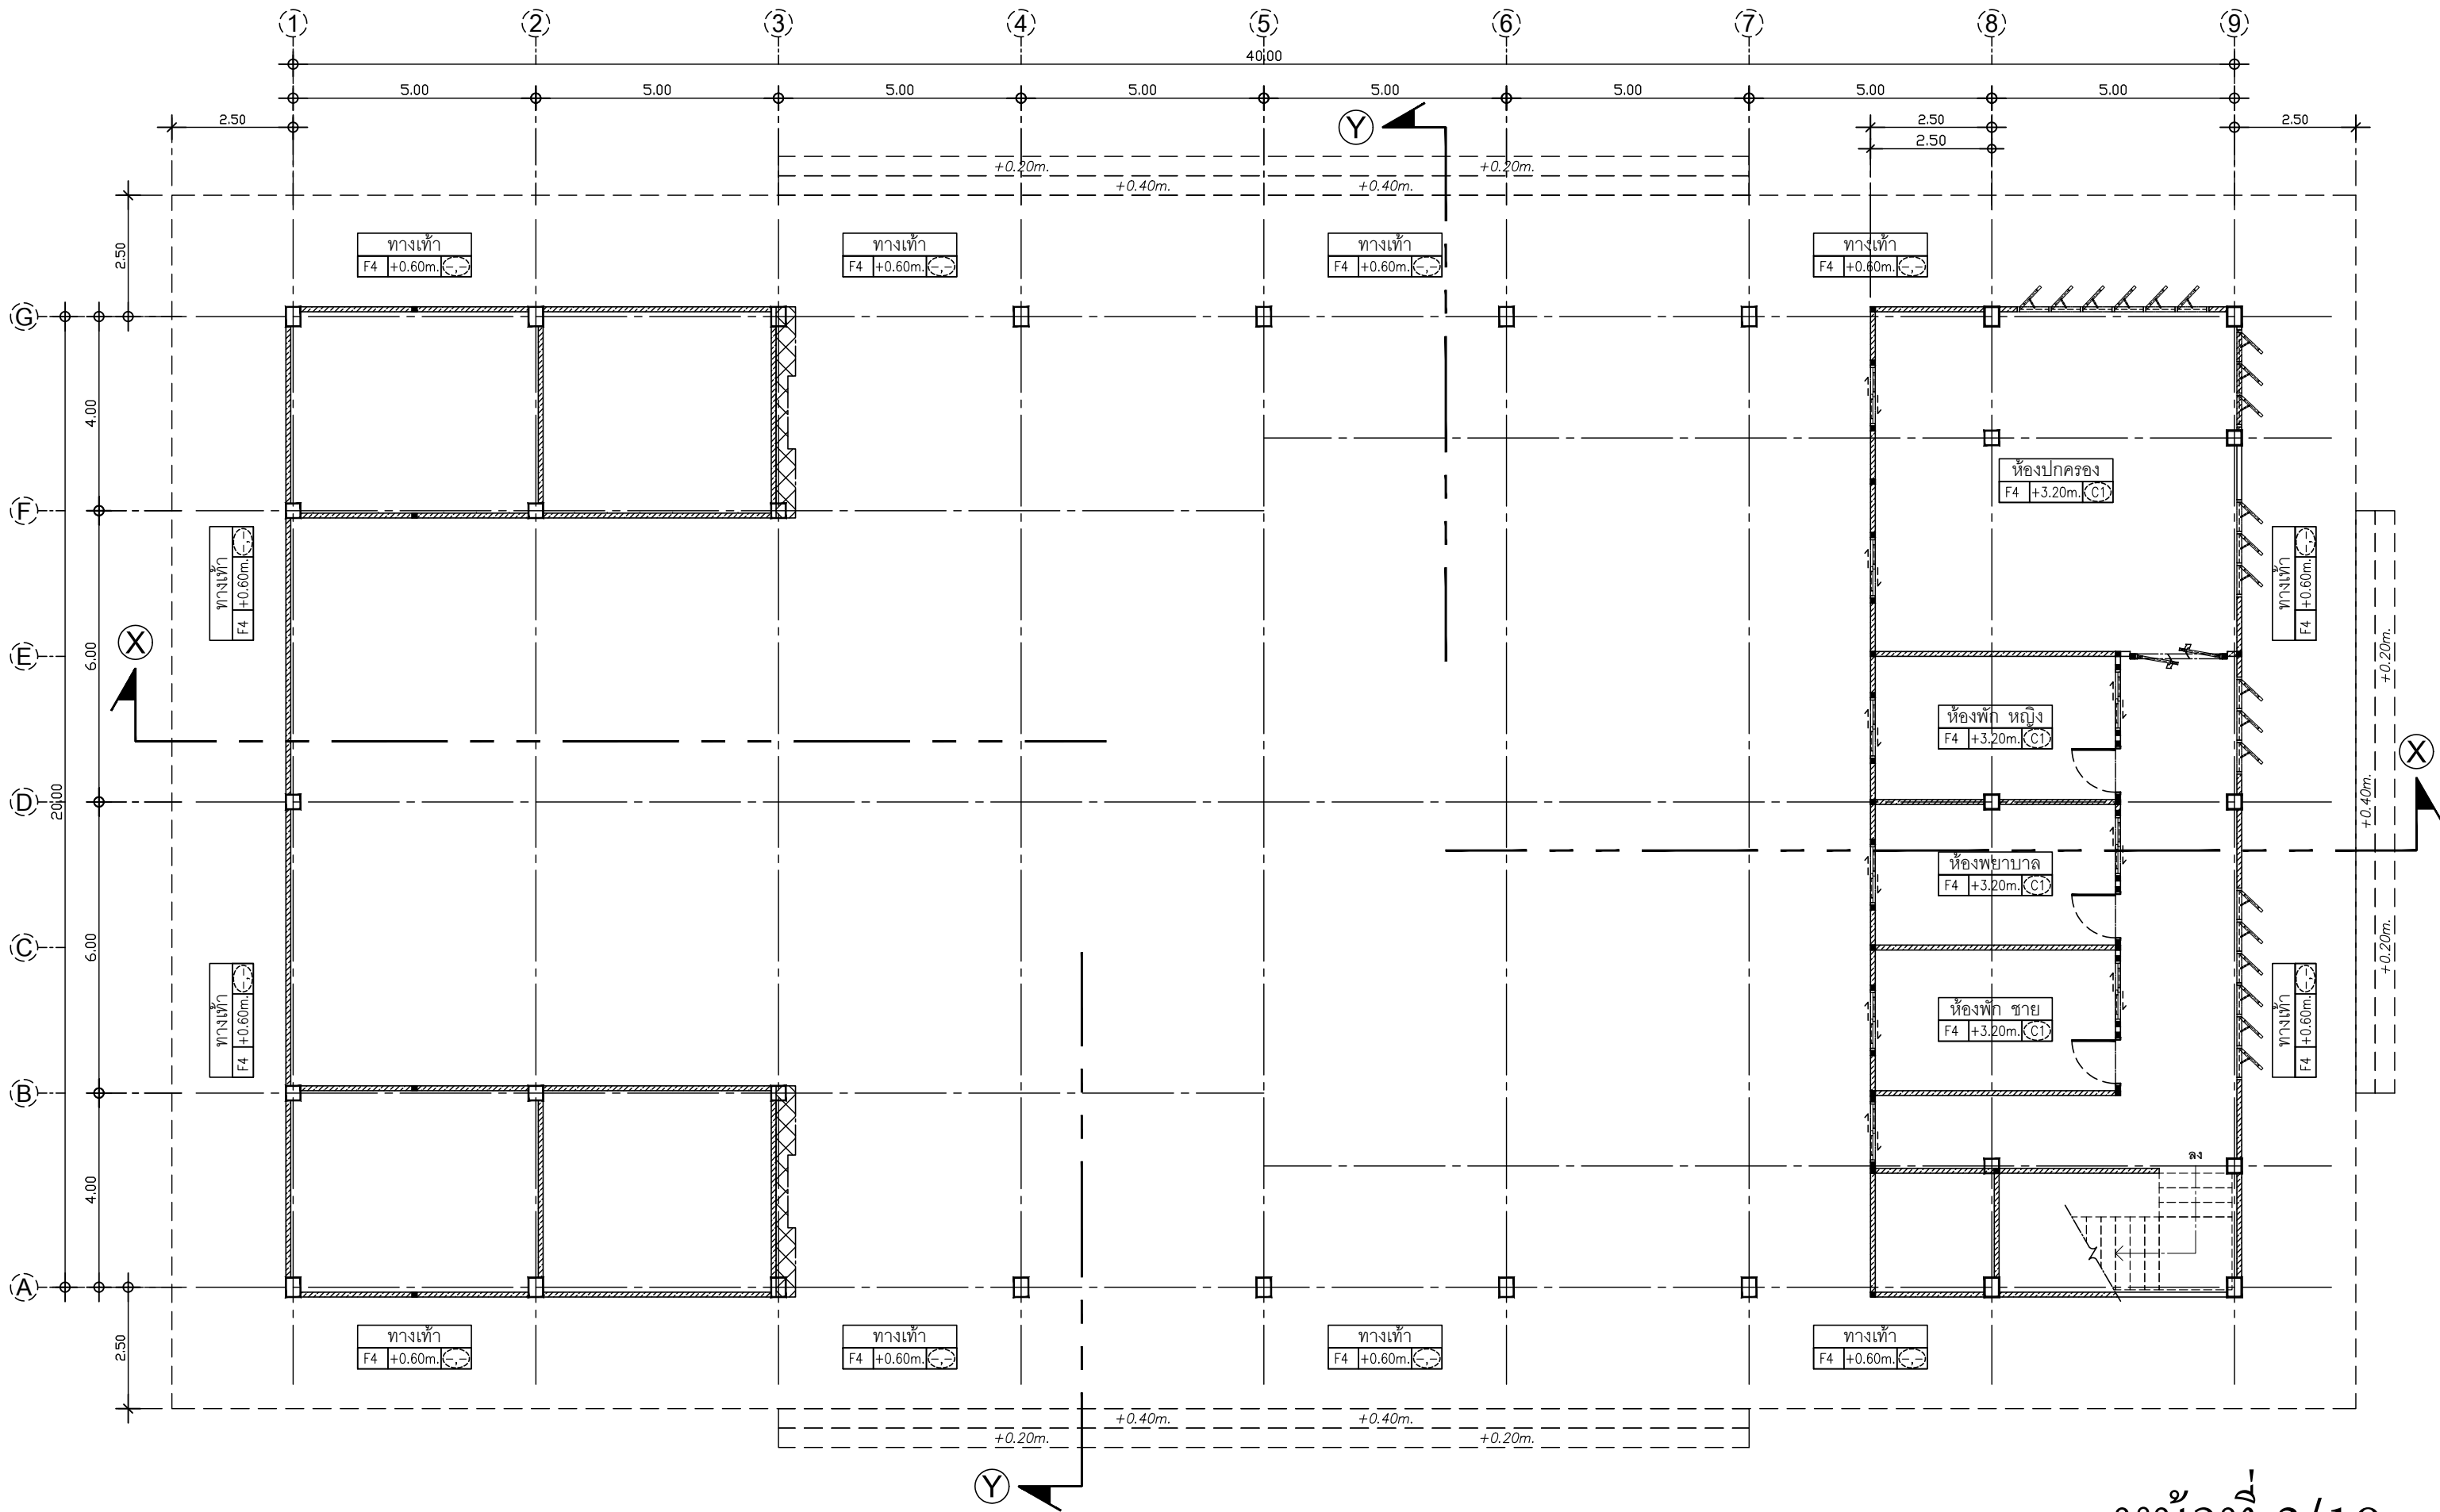 1 2 3 4 5 6 7 8 9
40.00
5.00 5.00 5.00 5.00 5.00 5.00 5.00 5.00
2.50 Y 2.50 2.50
2.50
+0.20m. +0.20m.
+0.40m. +0.40m.
2.50
ทางเท้า ทางเท้า ทางเท้า ทางเท้า
F4 +0.60m. -,- F4 +0.60m. -,- F4 +0.60m. -,- F4 +0.60m. -,-
G
4.00
ห้องปกครอง
F4 +3.20m. C1
F
ทางเท้า
F4 +0.60m. -,-
ทางเท้า
F4 +0.60m. -,-
X
E
6.00
+0.20m.
ห้องพัก หญิง
F4 +3.20m. C1
X
D
20.00
+0.40m.
ห้องพยาบาล
F4 +3.20m. C1
C
6.00
+0.20m.
ทางเท้า
F4 +0.60m. -,-
ห้องพัก ชาย
F4 +3.20m. C1
ทางเท้า
F4 +0.60m. -,-
B
ลง
4.00
A
2.50
ทางเท้า ทางเท้า ทางเท้า ทางเท้า
F4 +0.60m. -,- F4 +0.60m. -,- F4 +0.60m. -,- F4 +0.60m. -,-
+0.40m. +0.40m.
+0.20m. +0.20m.
Y